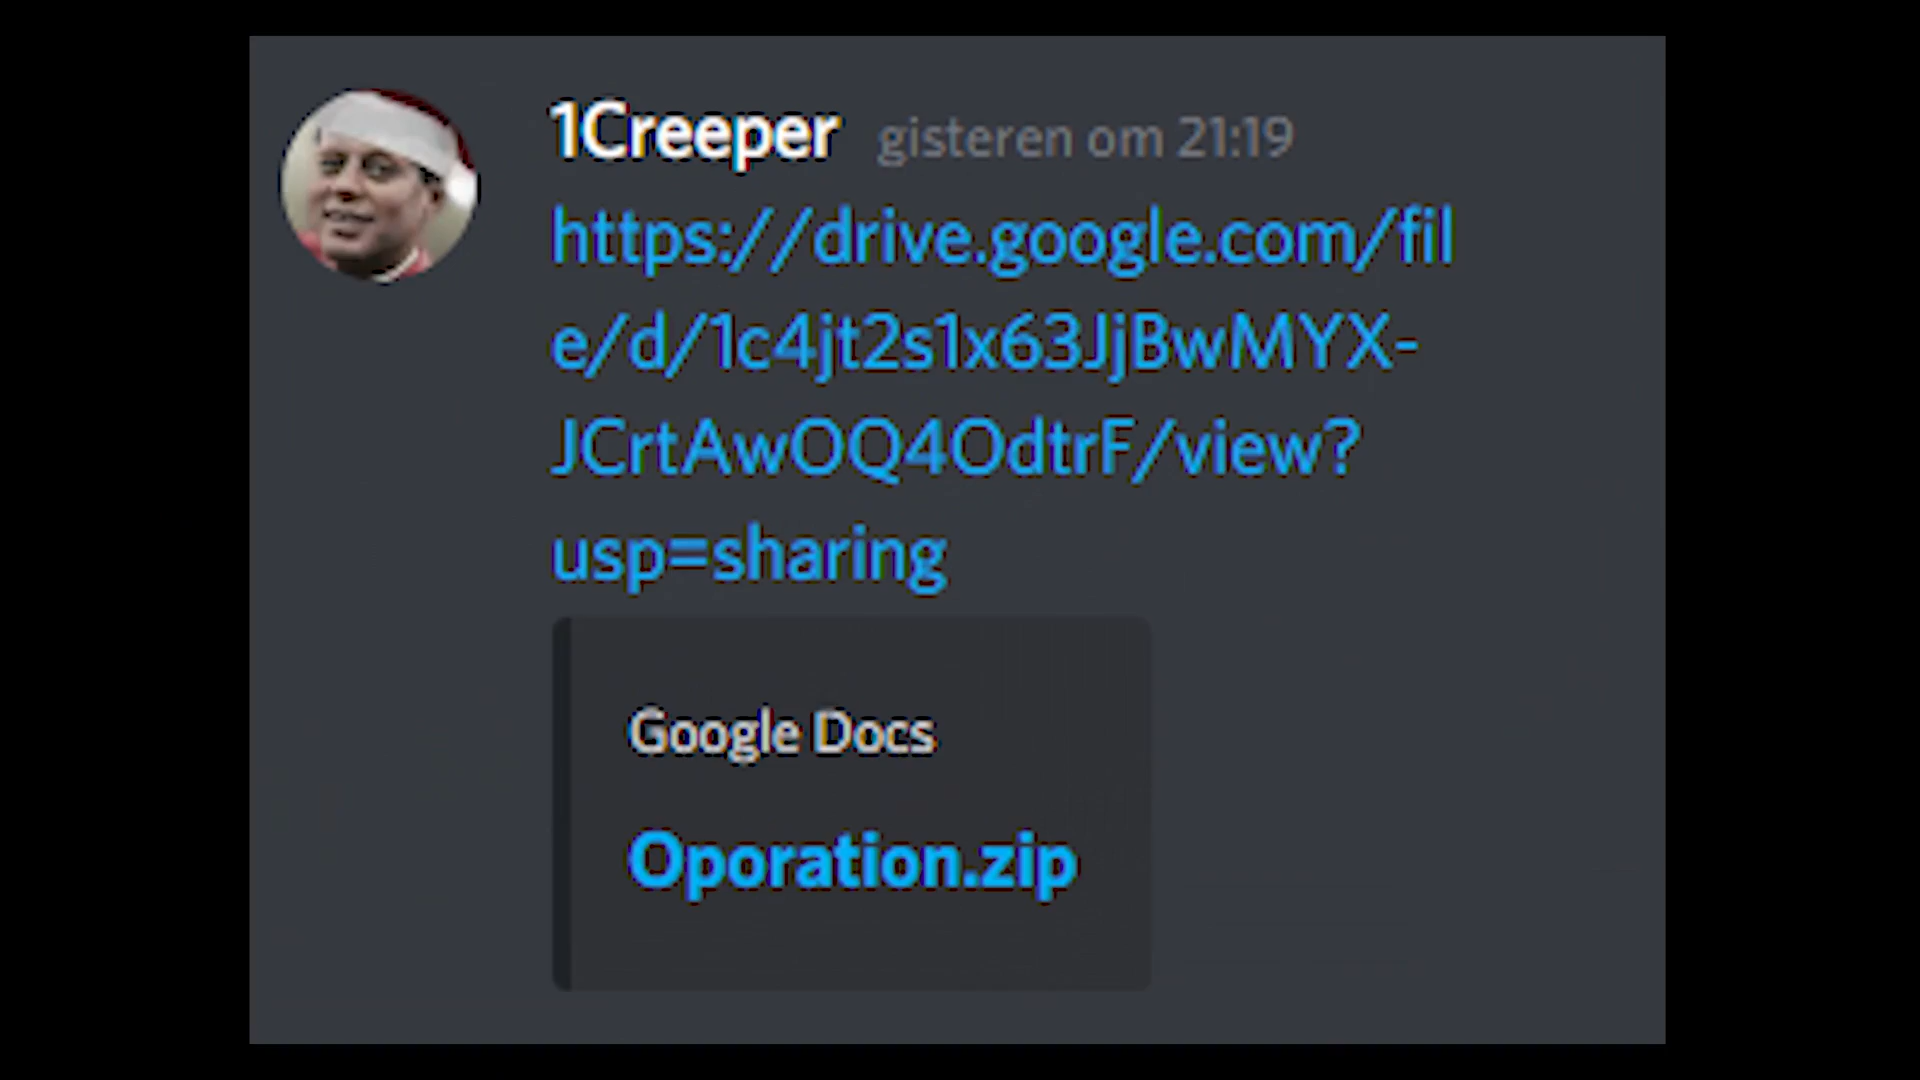 1Creeper gisteren om 21:19
https://drive.google.com/fil
e/d/1c4jt2s1x63JjBwMYX-
JCrtAwOQ4OdtrF/view?
usp=sharing
Google Docs
Oporation.zip